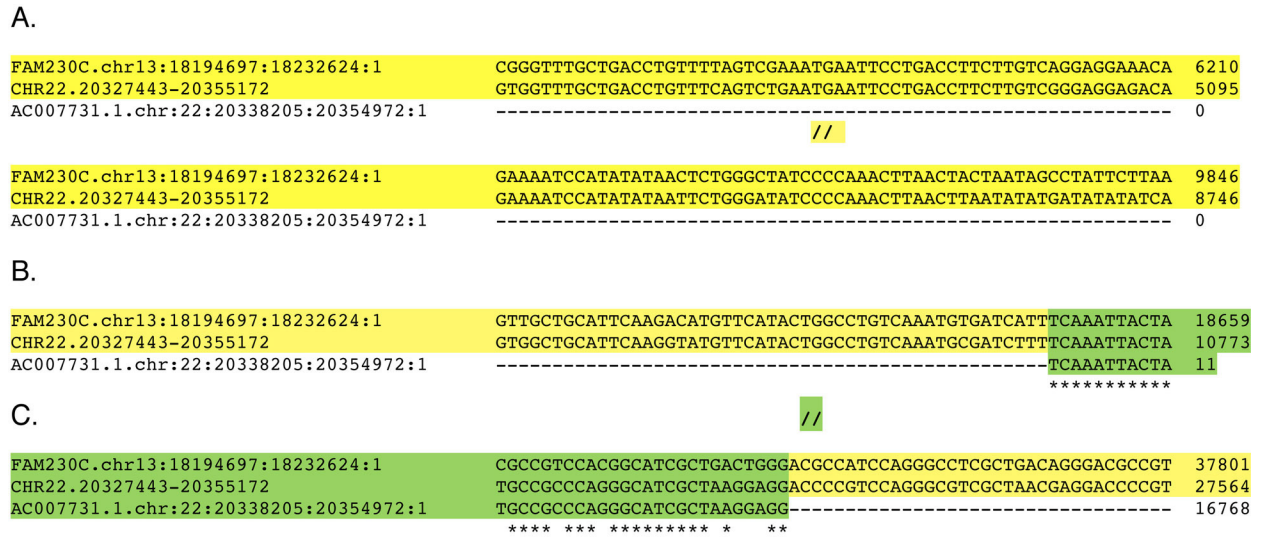 A.
FAM230C.chr13:18194697:18232624:1 CGGGTTTGCTGACCTGTTTTAGTCGAAATGAATTCCTGACCTTCTTGTCAGGAGGAAACA 6210
CHR22.20327443-20355172 GTGGTTTGCTGACCTGTTTCAGTCTGAATGAATTCCTGACCTTCTTGTCGGGAGGAGACA 5095
AC007731.1.chr:22:20338205:20354972:1 ------------------------------------------------------------ 0
//
FAM230C.chr13:18194697:18232624:1 GAAAATCCATATATAACTCTGGGCTATCCCCAAACTTAACTACTAATAGCCTATTCTTAA 9846
CHR22.20327443-20355172 GAAAATCCATATATAATTCTGGGATATCCCCAAACTTAACTTAATATATGATATATATCA 8746
AC007731.1.chr:22:20338205:20354972:1 ------------------------------------------------------------ 0
B.
FAM230C.chr13:18194697:18232624:1 GTTGCTGCATTCAAGACATGTTCATACTGGCCTGTCAAATGTGATCATTTCAAATTACTA 18659
CHR22.20327443-20355172 GTGGCTGCATTCAAGGTATGTTCATACTGGCCTGTCAAATGCGATCTTTTCAAATTACTA 10773
AC007731.1.chr:22:20338205:20354972:1 -------------------------------------------------TCAAATTACTA 11
***********
C.
//
FAM230C.chr13:18194697:18232624:1 CGCCGTCCACGGCATCGCTGACTGGGACGCCATCCAGGGCCTCGCTGACAGGGACGCCGT 37801
CHR22.20327443-20355172 TGCCGCCCAGGGCATCGCTAAGGAGGACCCCGTCCAGGGCGTCGCTAACGAGGACCCCGT 27564
AC007731.1.chr:22:20338205:20354972:1 TGCCGCCCAGGGCATCGCTAAGGAGG---------------------------------- 16768
**** *** ********* * **